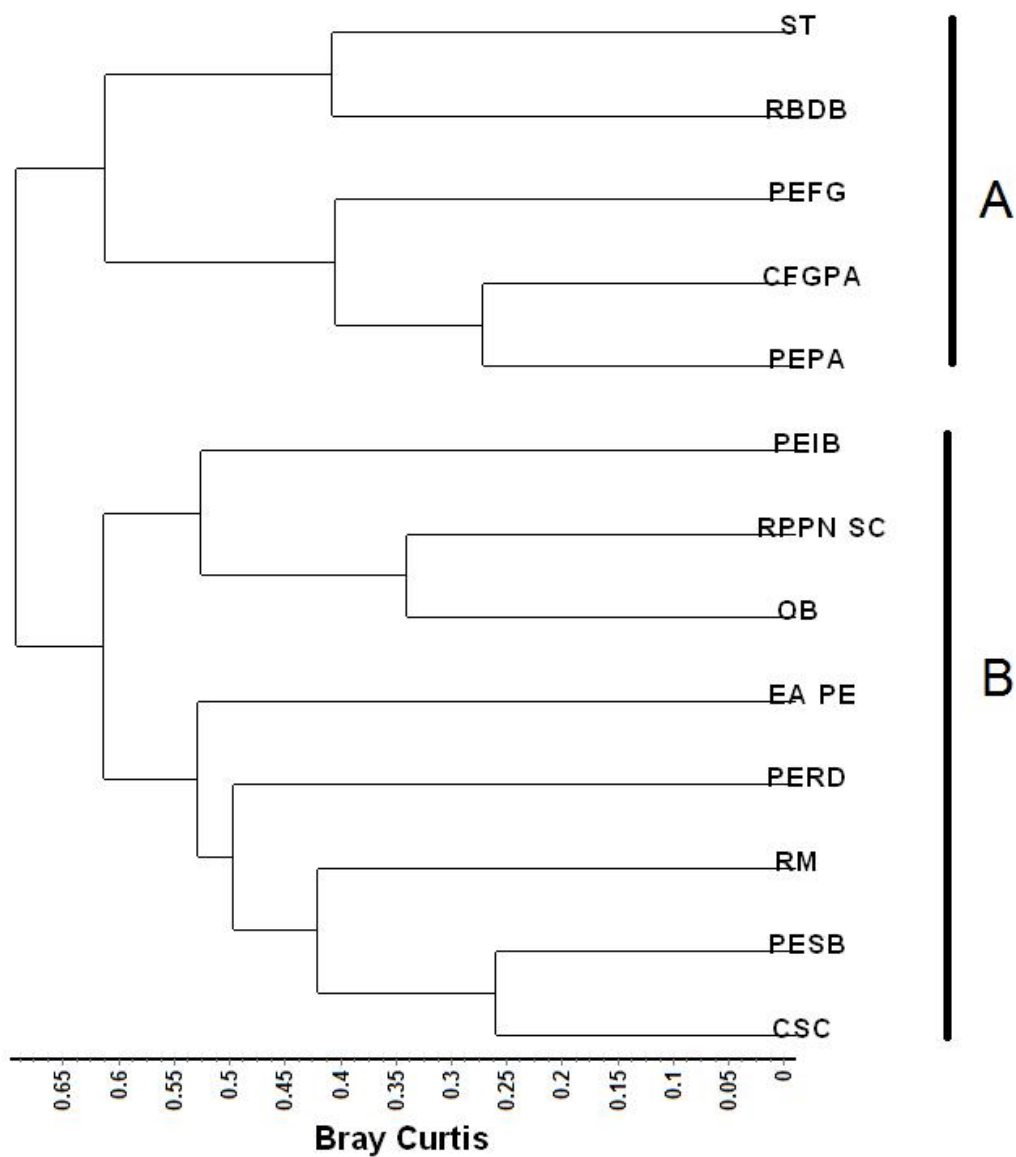 ST
RBDB
PEFG
CFGPA
PEPA
A
PEIB
RPPN SC
OB
EA PE
PERD
RM
PESB
CSC
B
0.65 0.6 0.55 0.5 0.45 0.4 0.35 0.3 0.25 0.2 0.15 0.1 0.05 0
Bray Curtis